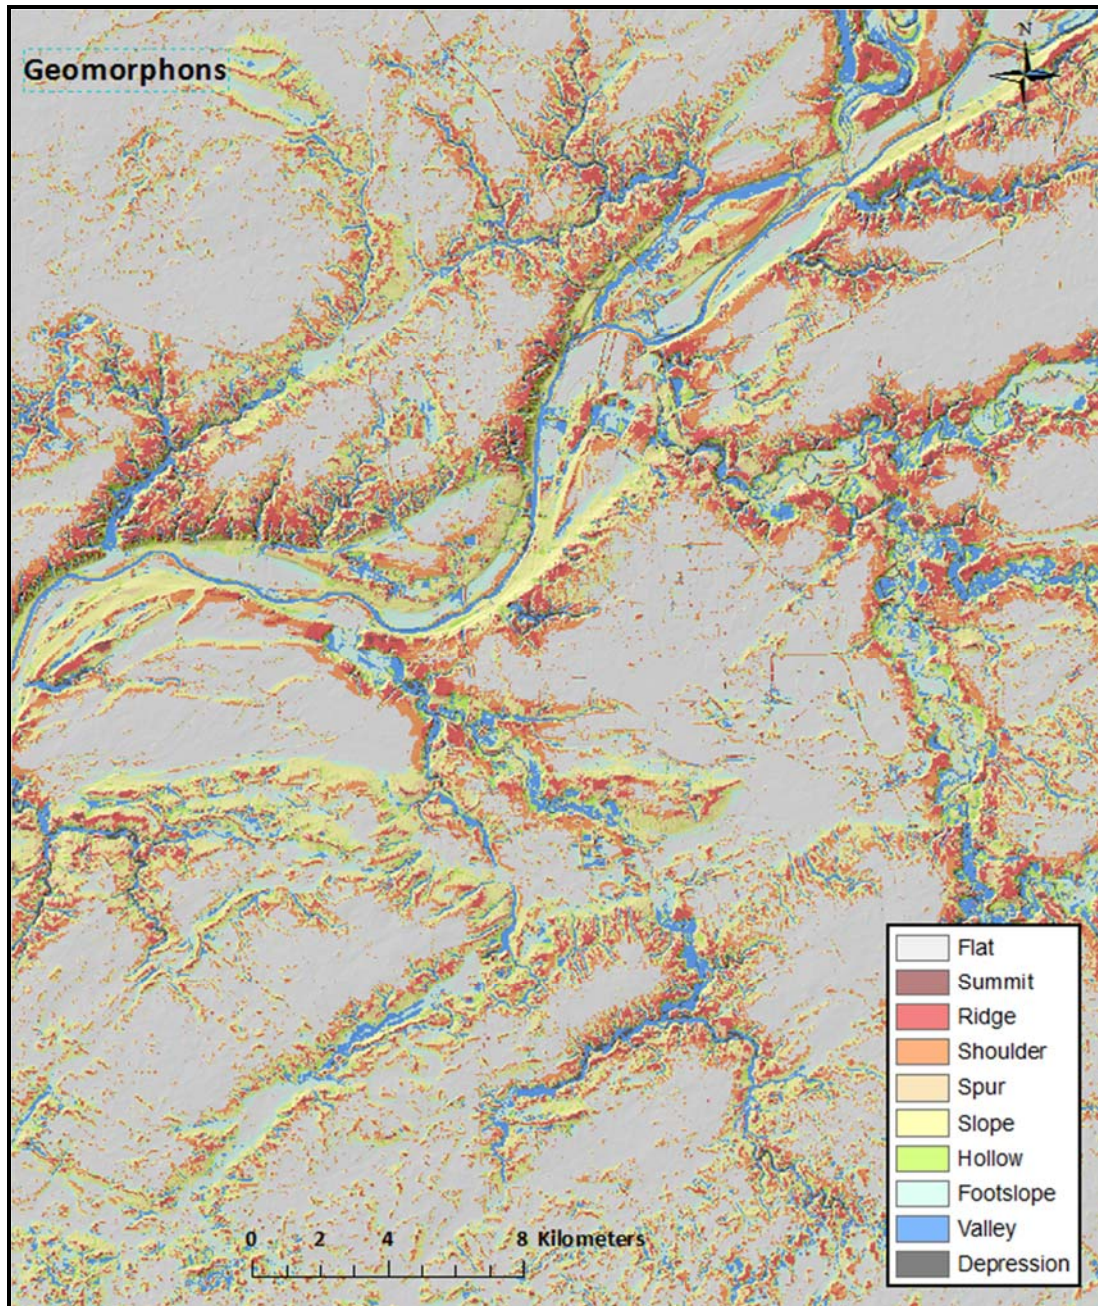 Geomorphons
N
Flat
Summit
Ridge
Shoulder
Spur
Slope
Hollow
Footslope
Valley
Depression
0 2 4 8 Kilometers